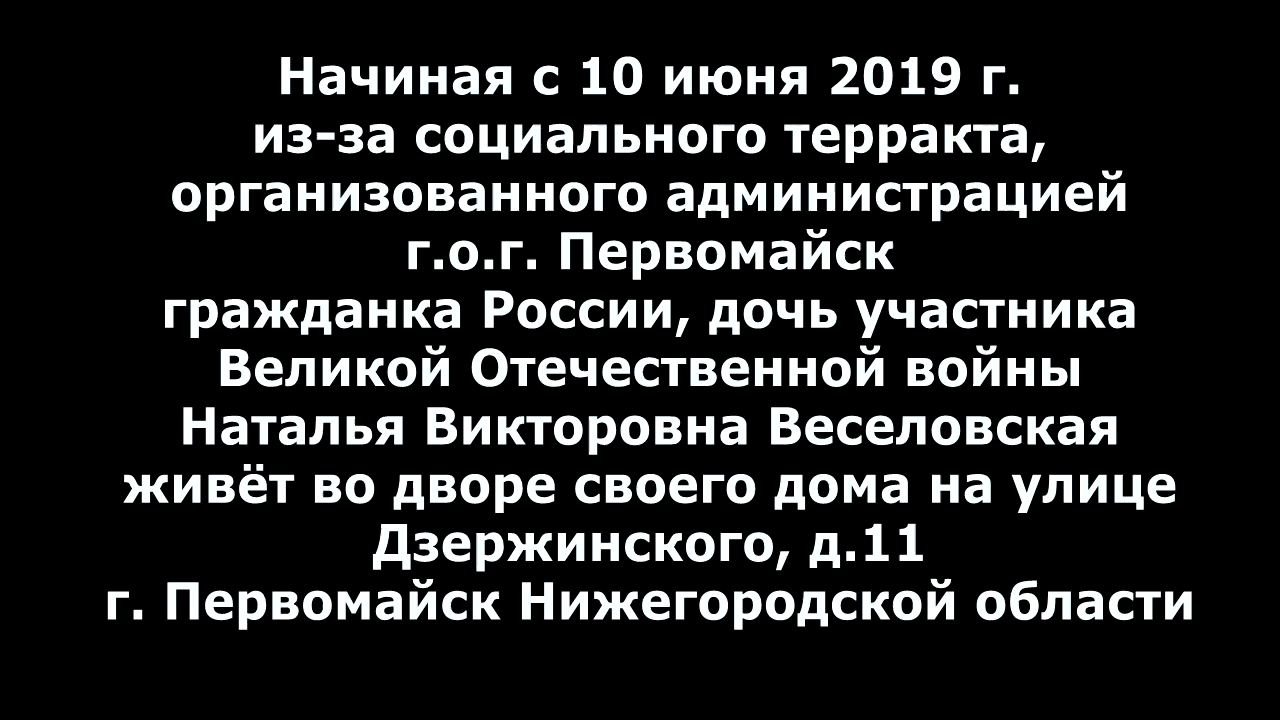 Начиная с 10 июня 2019 г.
из-за социального терракта,
организованного администрацией
г.о.г. Первомайск
гражданка России, дочь участника
Великой Отечественной войны
Наталья Викторовна Веселовская
живёт во дворе своего дома на улице
Дзержинского, д.11
г. Первомайск Нижегородской области